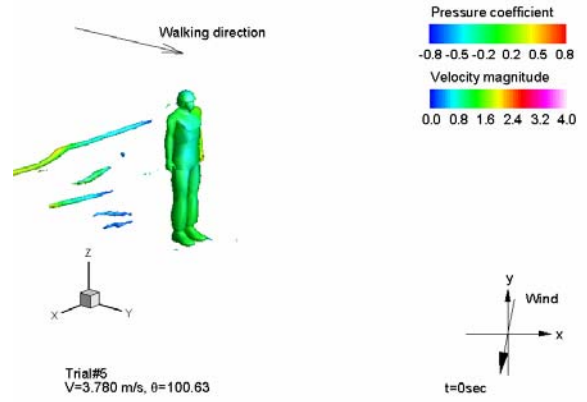 Walking direction
Pressure coefficient
-0.8 -0.5 -0.2 0.2 0.5 0.8
Velocity magnitude
0.0 0.8 1.6 2.4 3.2 4.0
Z
X
Y
y
Wind
x
Trial#5
V=3.780 m/s, θ=100.63
t=0sec